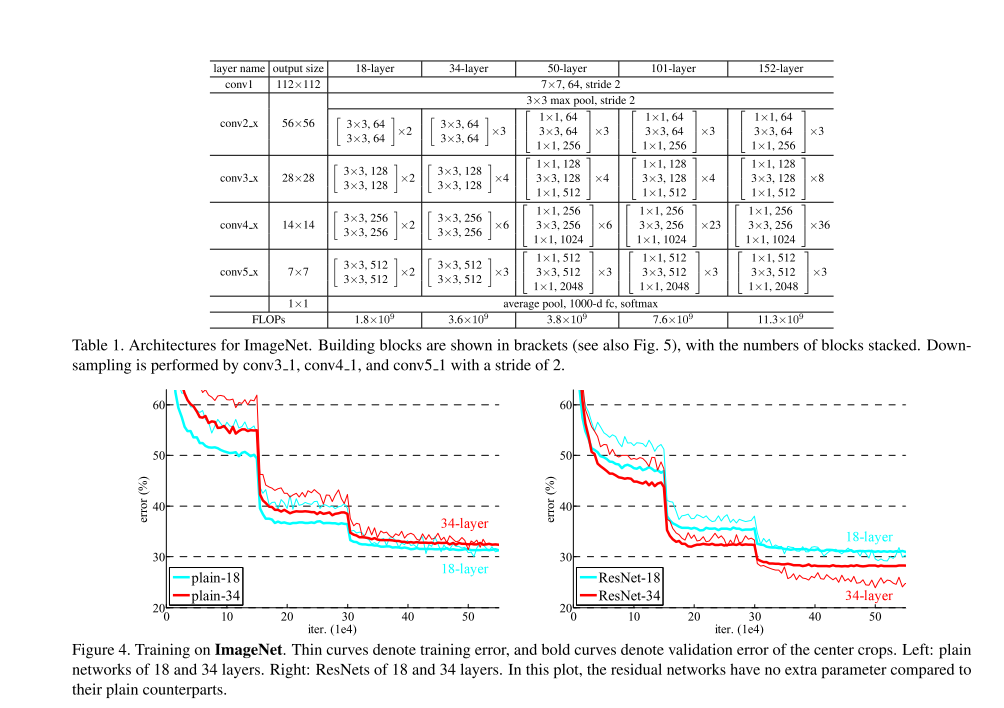 layer name output size 18-layer 34-layer 50-layer 101-layer 152-layer
conv1 112×112 7×7, 64, stride 2
3×3 max pool, stride 2
conv2_x 56×56 [3×3, 64 3×3, 64]×2 [3×3, 64 3×3, 64]×3 [1×1, 64 3×3, 64 1×1, 256]×3 [1×1, 64 3×3, 64 1×1, 256]×3 [1×1, 64 3×3, 64 1×1, 256]×3
conv3_x 28×28 [3×3, 128 3×3, 128]×2 [3×3, 128 3×3, 128]×4 [1×1, 128 3×3, 128 1×1, 512]×4 [1×1, 128 3×3, 128 1×1, 512]×4 [1×1, 128 3×3, 128 1×1, 512]×8
conv4_x 14×14 [3×3, 256 3×3, 256]×2 [3×3, 256 3×3, 256]×6 [1×1, 256 3×3, 256 1×1, 1024]×6 [1×1, 256 3×3, 256 1×1, 1024]×23 [1×1, 256 3×3, 256 1×1, 1024]×36
conv5_x 7×7 [3×3, 512 3×3, 512]×2 [3×3, 512 3×3, 512]×3 [1×1, 512 3×3, 512 1×1, 2048]×3 [1×1, 512 3×3, 512 1×1, 2048]×3 [1×1, 512 3×3, 512 1×1, 2048]×3
1×1 average pool, 1000-d fc, softmax
FLOPs 1.8×10⁹ 3.6×10⁹ 3.8×10⁹ 7.6×10⁹ 11.3×10⁹
Table 1. Architectures for ImageNet. Building blocks are shown in brackets (see also Fig. 5), with the numbers of blocks stacked. Down-
sampling is performed by conv3_1, conv4_1, and conv5_1 with a stride of 2.
60
50
40
30
20
error (%)
34-layer
18-layer
plain-18
plain-34
0 10 20 30 40 50
iter. (1e4)
60
50
40
30
20
error (%)
18-layer
34-layer
ResNet-18
ResNet-34
0 10 20 30 40 50
iter. (1e4)
Figure 4. Training on ImageNet. Thin curves denote training error, and bold curves denote validation error of the center crops. Left: plain
networks of 18 and 34 layers. Right: ResNets of 18 and 34 layers. In this plot, the residual networks have no extra parameter compared to
their plain counterparts.